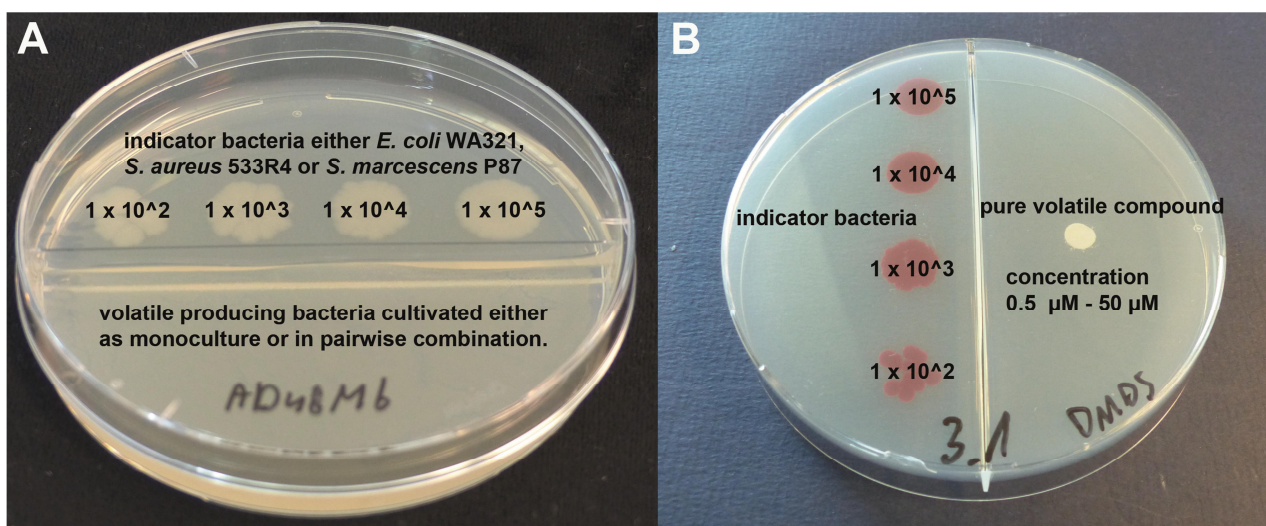 A
indicator bacteria either E. coli WA321,
S. aureus 533R4 or S. marcescens P87
1 x 10^2 1 x 10^3 1 x 10^4 1 x 10^5
volatile producing bacteria cultivated either
as monoculture or in pairwise combination.
AD48M6
B
1 x 10^5
1 x 10^4
indicator bacteria
pure volatile compound
1 x 10^3
concentration
0.5 µM - 50 µM
1 x 10^2
3_1
DMDS